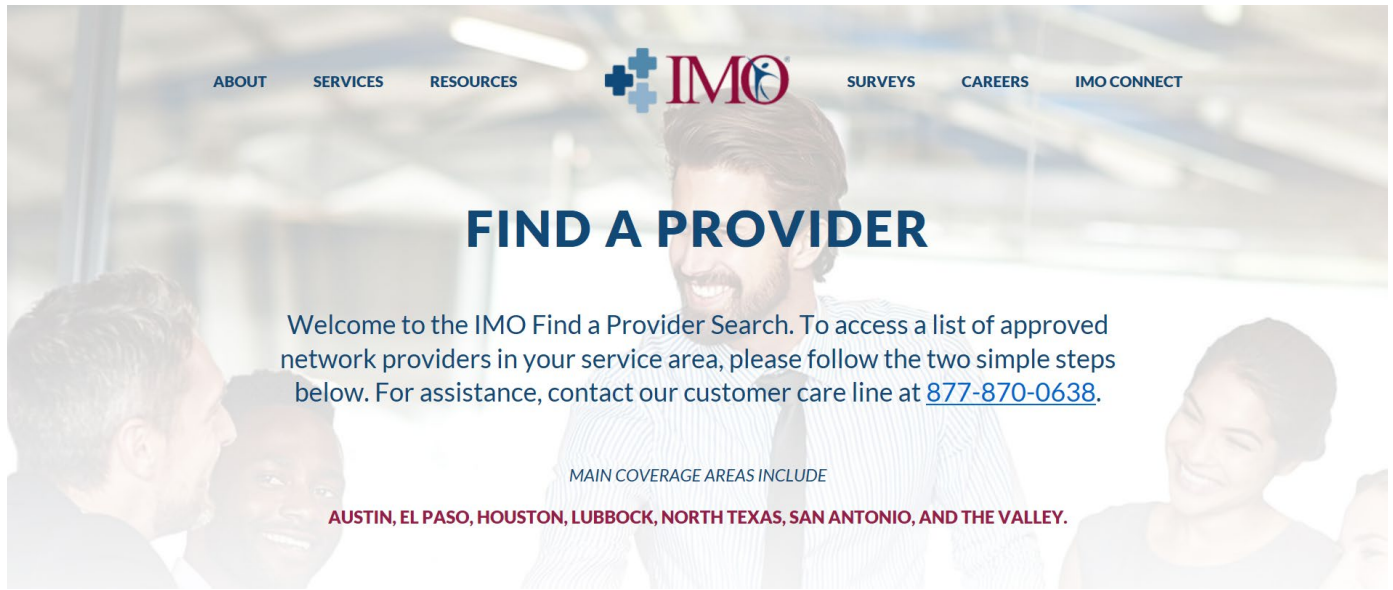 ABOUT SERVICES RESOURCES IMO® SURVEYS CAREERS IMO CONNECT
FIND A PROVIDER
Welcome to the IMO Find a Provider Search. To access a list of approved
network providers in your service area, please follow the two simple steps
below. For assistance, contact our customer care line at 877-870-0638.
MAIN COVERAGE AREAS INCLUDE
AUSTIN, EL PASO, HOUSTON, LUBBOCK, NORTH TEXAS, SAN ANTONIO, AND THE VALLEY.